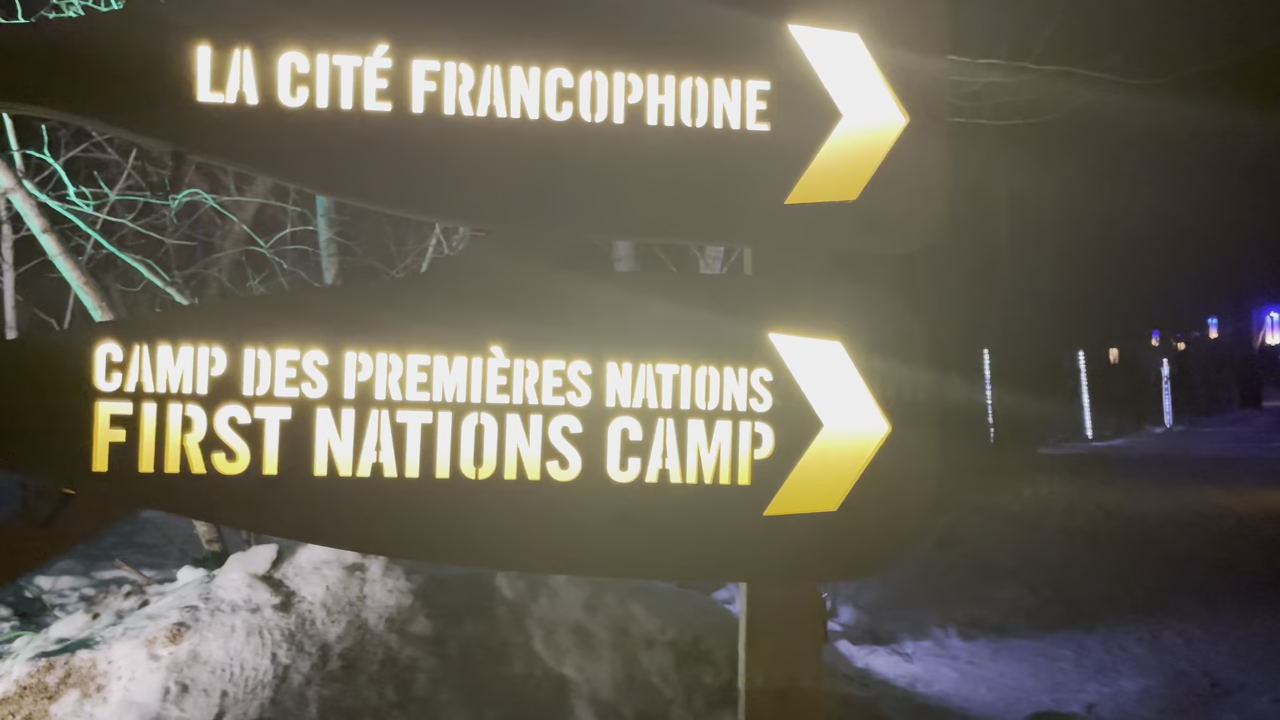 LA CITÉ FRANCOPHONE
CAMP DES PREMIÈRES NATIONS
FIRST NATIONS CAMP